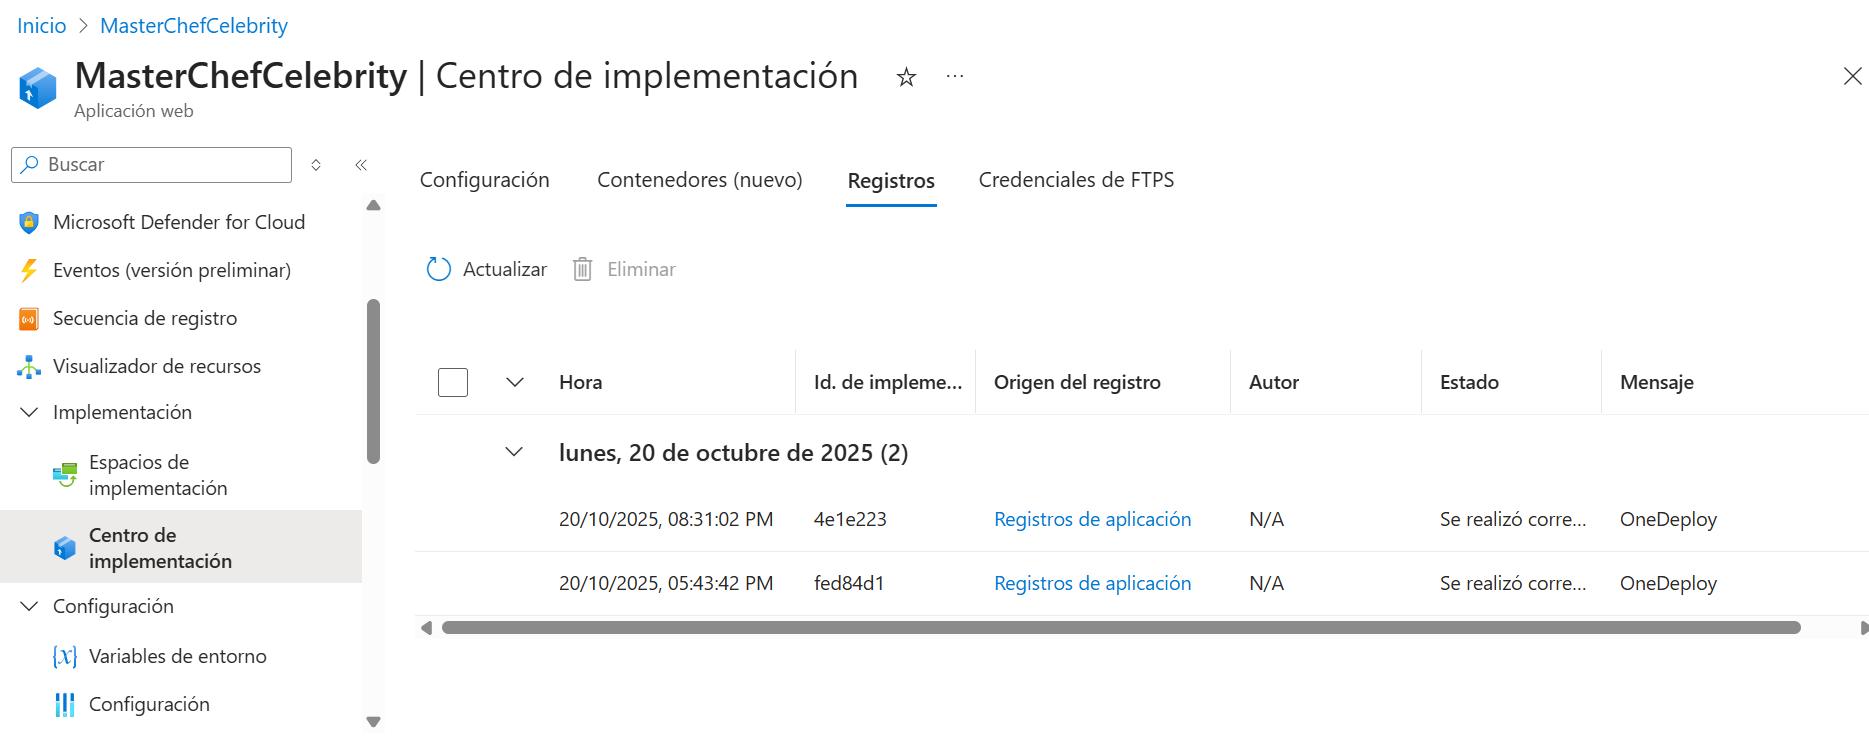 Inicio > MasterChefCelebrity
MasterChefCelebrity | Centro de implementación
Aplicación web
Buscar
Microsoft Defender for Cloud
Eventos (versión preliminar)
Secuencia de registro
Visualizador de recursos
Implementación
Espacios de
implementación
Centro de
implementación
Configuración
Variables de entorno
Configuración
Configuración Contenedores (nuevo) Registros Credenciales de FTPS
Actualizar Eliminar
Hora Id. de impleme... Origen del registro Autor Estado Mensaje
lunes, 20 de octubre de 2025 (2)
20/10/2025, 08:31:02 PM 4e1e223 Registros de aplicación N/A Se realizó corre... OneDeploy
20/10/2025, 05:43:42 PM fed84d1 Registros de aplicación N/A Se realizó corre... OneDeploy